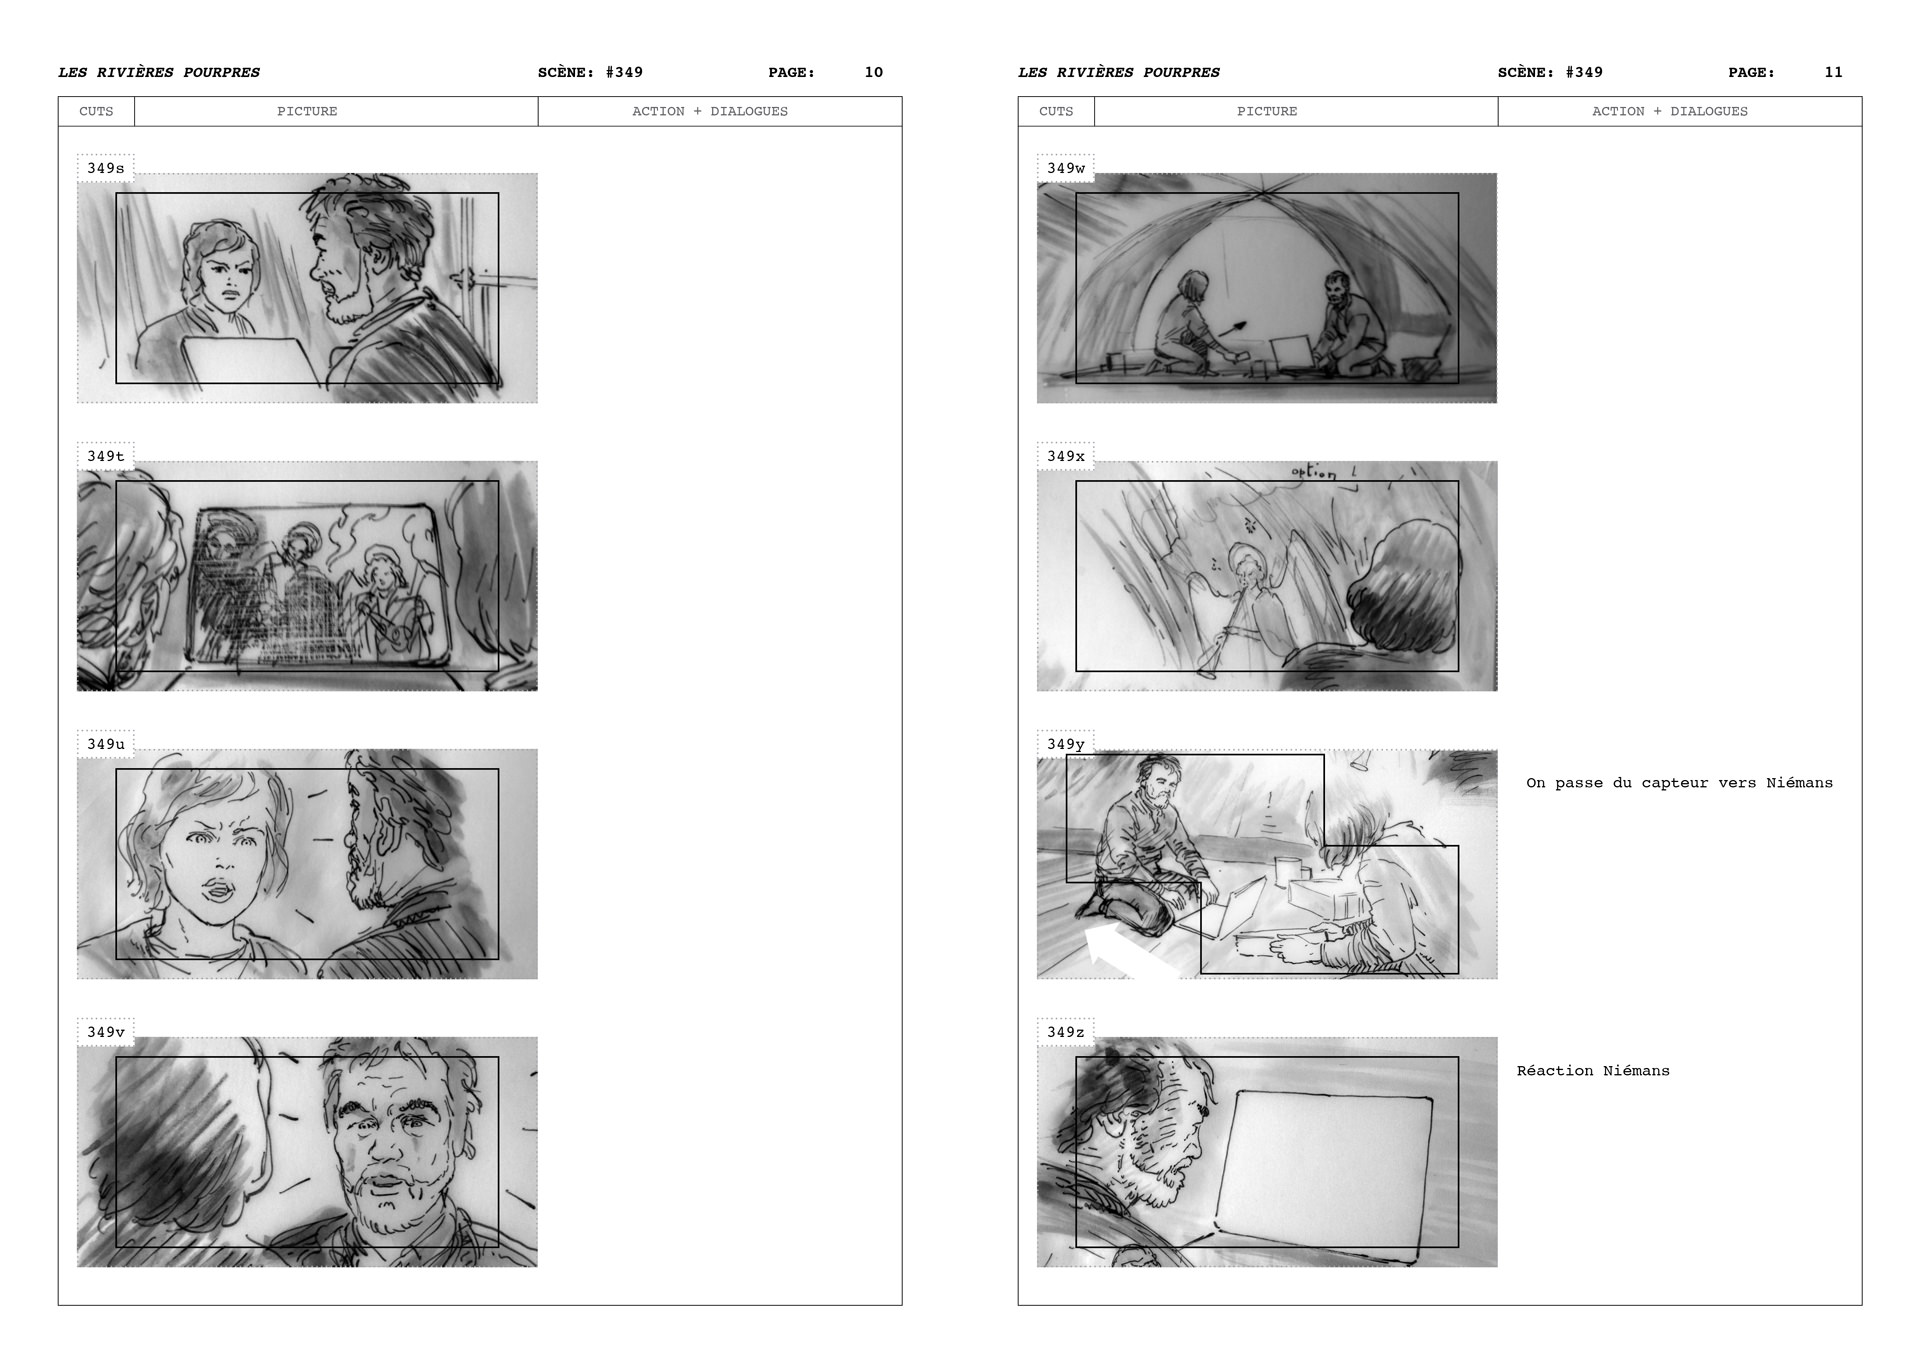 LES RIVIÈRES POURPRES SCÈNE: #349 PAGE: 10
CUTS PICTURE ACTION + DIALOGUES
349s
349t
349u
349v
LES RIVIÈRES POURPRES SCÈNE: #349 PAGE: 11
CUTS PICTURE ACTION + DIALOGUES
349w
349x
option 1
349y
On passe du capteur vers Niémans
349z
Réaction Niémans